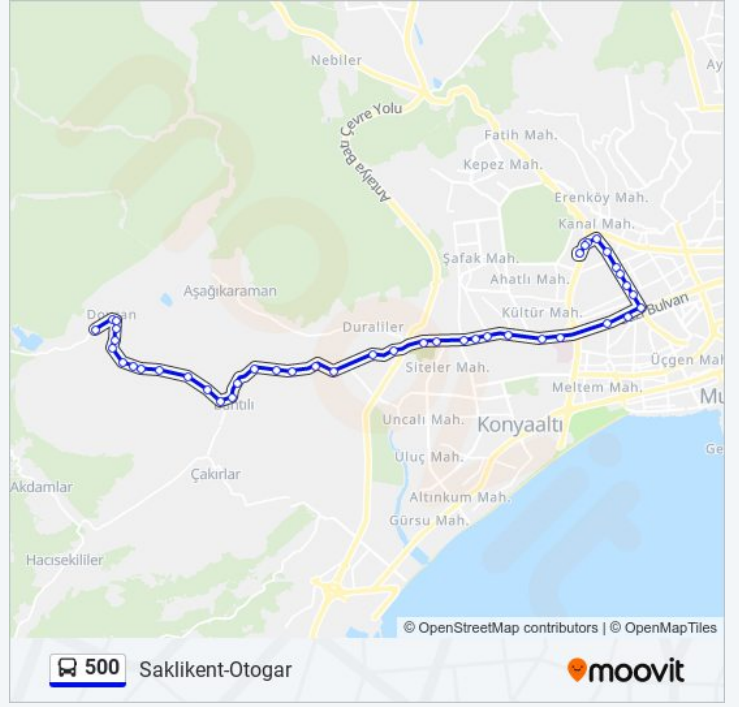 Nebiler
Ay
Antalya Batı Çevre Yolu
Fatih Mah.
Kepez Mah.
Erenköy Mah.
Kanal Mah.
Şafak Mah.
Ahatlı Mah.
Aşağıkaraman
Bulvarı
Kültür Mah.
Duraliler
Üçgen Mah
Siteler Mah.
Meltem Mah.
Mu
Uncalı Mah.
Konyaaltı
Ge
Uluç Mah.
Çakırlar
Akdamlar
Altınkum Mah.
Gürsu Mah.
Hacısekililer
© OpenStreetMap contributors | © OpenMapTiles
500 Saklikent-Otogar
moovit